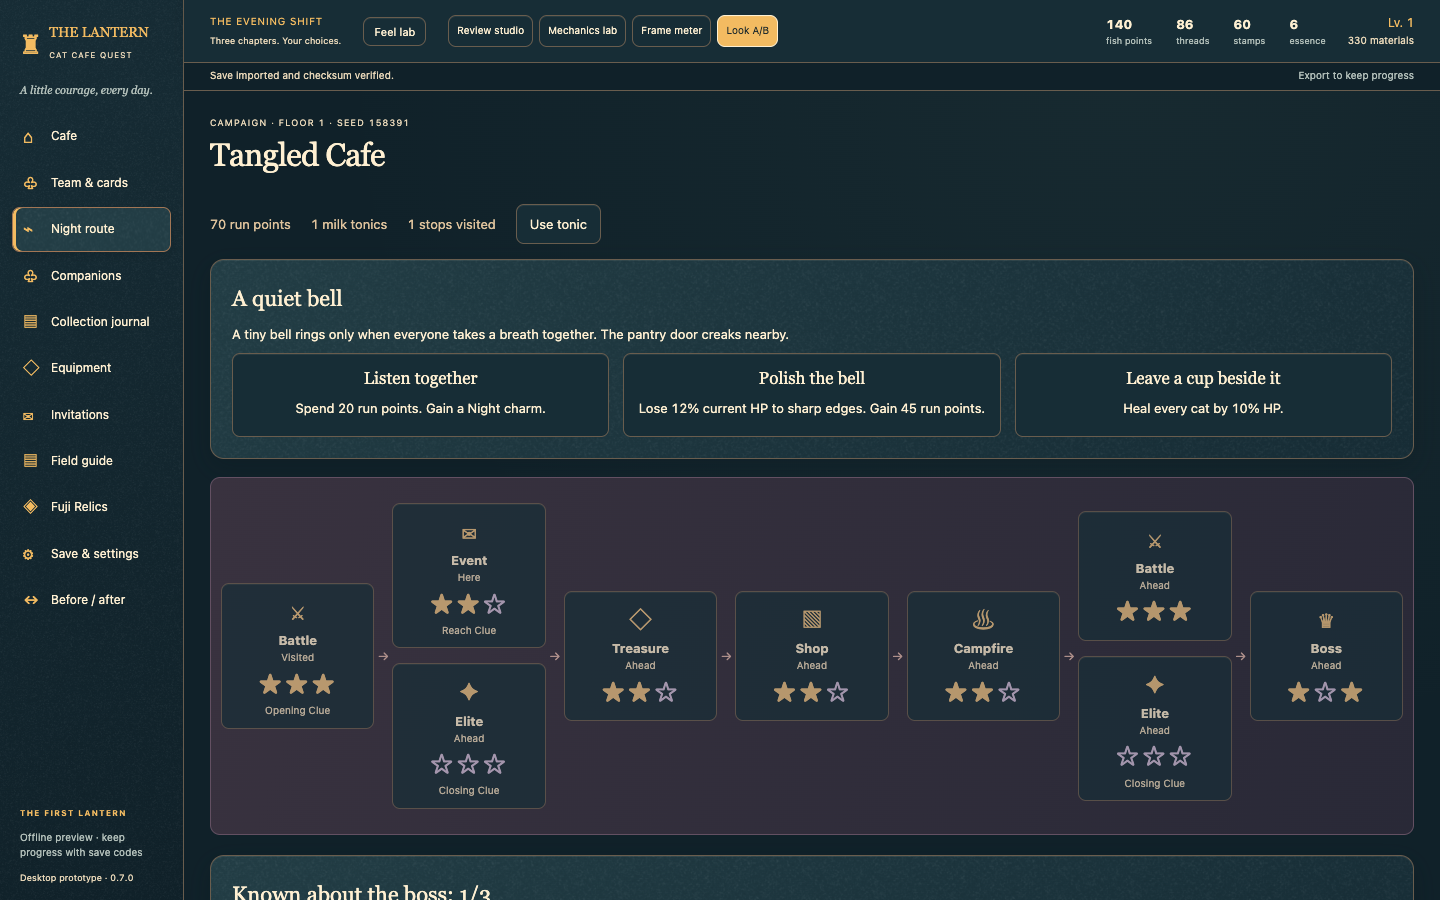 THE LANTERN
CAT CAFE QUEST
A little courage, every day.
Cafe
Team & cards
Night route
Companions
Collection journal
Equipment
Invitations
Field guide
Fuji Relics
Save & settings
Before / after
THE FIRST LANTERN
Offline preview · keep
progress with save codes
Desktop prototype · 0.7.0
THE EVENING SHIFT
Three chapters. Your choices.
Feel lab
Review studio
Mechanics lab
Frame meter
Look A/B
140
fish points
86
threads
60
stamps
6
essence
Lv. 1
330 materials
Save imported and checksum verified.
Export to keep progress
CAMPAIGN · FLOOR 1 · SEED 158391
Tangled Cafe
70 run points
1 milk tonics
1 stops visited
Use tonic
A quiet bell
A tiny bell rings only when everyone takes a breath together. The pantry door creaks nearby.
Listen together
Spend 20 run points. Gain a Night charm.
Polish the bell
Lose 12% current HP to sharp edges. Gain 45 run points.
Leave a cup beside it
Heal every cat by 10% HP.
Battle
Visited
Opening Clue
Event
Here
Reach Clue
Elite
Ahead
Closing Clue
Treasure
Ahead
Shop
Ahead
Campfire
Ahead
Battle
Ahead
Elite
Ahead
Closing Clue
Boss
Ahead
Known about the boss: 1/3